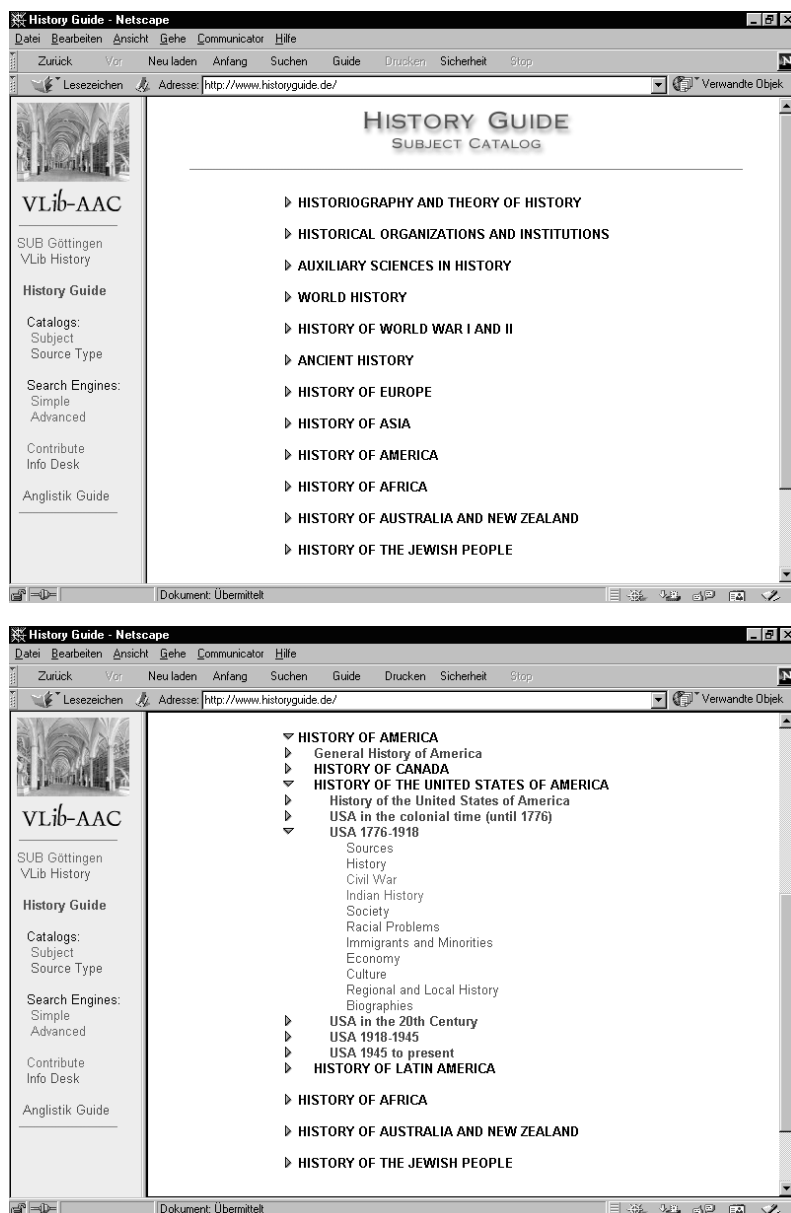 History Guide - Netscape
Datei Bearbeiten Ansicht Gehe Communicator Hilfe
Zurück Vor Neu laden Anfang Suchen Guide Drucken Sicherheit Stop
Lesezeichen Adresse: http://www.historyguide.de/ Verwandte Objek
VLib-AAC
SUB Göttingen
VLib History
History Guide
Catalogs:
Subject
Source Type
Search Engines:
Simple
Advanced
Contribute
Info Desk
Anglistik Guide
HISTORY GUIDE
SUBJECT CATALOG
HISTORIOGRAPHY AND THEORY OF HISTORY
HISTORICAL ORGANIZATIONS AND INSTITUTIONS
AUXILIARY SCIENCES IN HISTORY
WORLD HISTORY
HISTORY OF WORLD WAR I AND II
ANCIENT HISTORY
HISTORY OF EUROPE
HISTORY OF ASIA
HISTORY OF AMERICA
HISTORY OF AFRICA
HISTORY OF AUSTRALIA AND NEW ZEALAND
HISTORY OF THE JEWISH PEOPLE
Dokument: Übermittelt
History Guide - Netscape
Datei Bearbeiten Ansicht Gehe Communicator Hilfe
Zurück Vor Neu laden Anfang Suchen Guide Drucken Sicherheit Stop
Lesezeichen Adresse: http://www.historyguide.de/ Verwandte Objek
VLib-AAC
SUB Göttingen
VLib History
History Guide
Catalogs:
Subject
Source Type
Search Engines:
Simple
Advanced
Contribute
Info Desk
Anglistik Guide
HISTORY OF AMERICA
General History of America
HISTORY OF CANADA
HISTORY OF THE UNITED STATES OF AMERICA
History of the United States of America
USA in the colonial time (until 1776)
USA 1776-1918
Sources
History
Civil War
Indian History
Society
Racial Problems
Immigrants and Minorities
Economy
Culture
Regional and Local History
Biographies
USA in the 20th Century
USA 1918-1945
USA 1945 to present
HISTORY OF LATIN AMERICA
HISTORY OF AFRICA
HISTORY OF AUSTRALIA AND NEW ZEALAND
HISTORY OF THE JEWISH PEOPLE
Dokument: Übermittelt